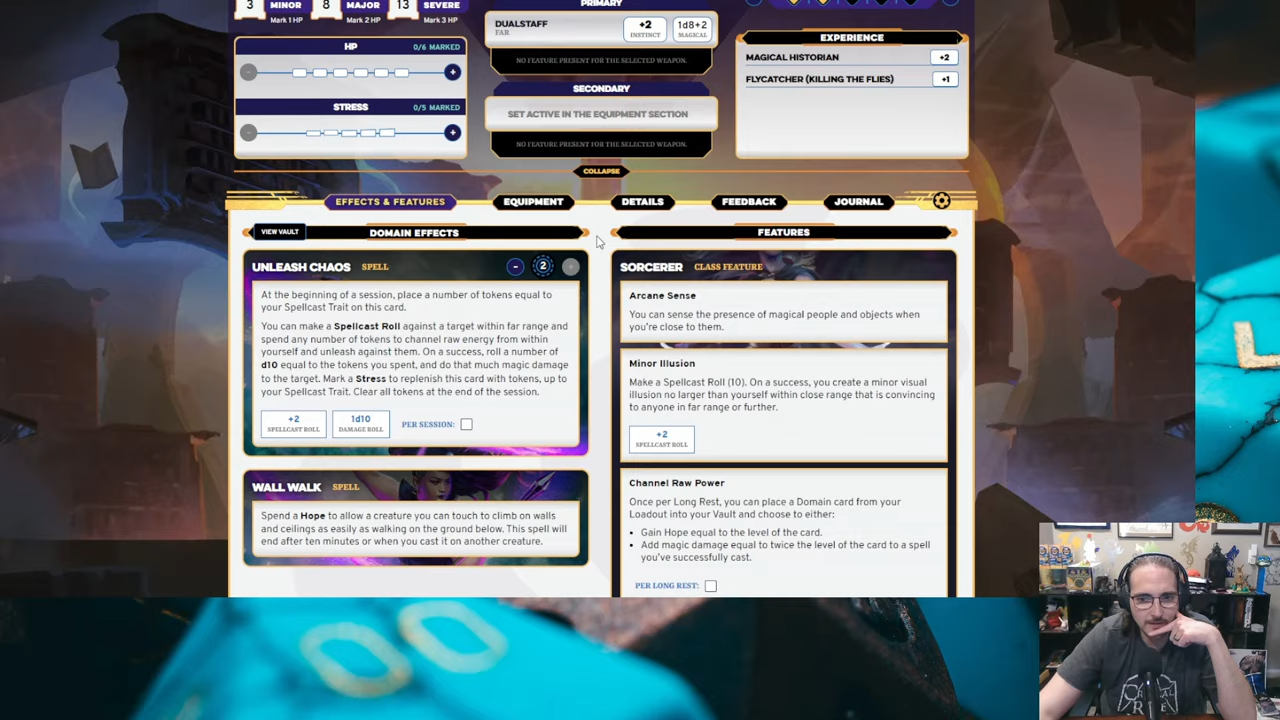 3 MINOR 8 MAJOR 13 SEVERE
Mark 1 HP Mark 2 HP Mark 3 HP
HP 0/6 MARKED
STRESS 0/5 MARKED
PRIMARY
DUALSTAFF
FAR
+2
INSTINCT
1d8+2
MAGICAL
NO FEATURE PRESENT FOR THE SELECTED WEAPON.
SECONDARY
SET ACTIVE IN THE EQUIPMENT SECTION
NO FEATURE PRESENT FOR THE SELECTED WEAPON.
EXPERIENCE
MAGICAL HISTORIAN +2
FLYCATCHER (KILLING THE FLIES) +1
COLLAPSE
EFFECTS & FEATURES EQUIPMENT DETAILS FEEDBACK JOURNAL
VIEW VAULT DOMAIN EFFECTS
UNLEASH CHAOS SPELL - 2 +
At the beginning of a session, place a number of tokens equal to
your Spellcast Trait on this card.
You can make a Spellcast Roll against a target within far range and
spend any number of tokens to channel raw energy from within
yourself and unleash against them. On a success, roll a number of
d10 equal to the tokens you spent, and do that much magic damage
to the target. Mark a Stress to replenish this card with tokens, up to
your Spellcast Trait. Clear all tokens at the end of the session.
+2
SPELLCAST ROLL
1d10
DAMAGE ROLL
PER SESSION:
WALL WALK SPELL
Spend a Hope to allow a creature you can touch to climb on walls
and ceilings as easily as walking on the ground below. This spell will
end after ten minutes or when you cast it on another creature.
FEATURES
SORCERER CLASS FEATURE
Arcane Sense
You can sense the presence of magical people and objects when
you're close to them.
Minor Illusion
Make a Spellcast Roll (10). On a success, you create a minor visual
illusion no larger than yourself within close range that is convincing
to anyone in far range or further.
+2
SPELLCAST ROLL
Channel Raw Power
Once per Long Rest, you can place a Domain card from your
Loadout into your Vault and choose to either:
• Gain Hope equal to the level of the card.
• Add magic damage equal to twice the level of the card to a spell
you've successfully cast.
PER LONG REST:
00